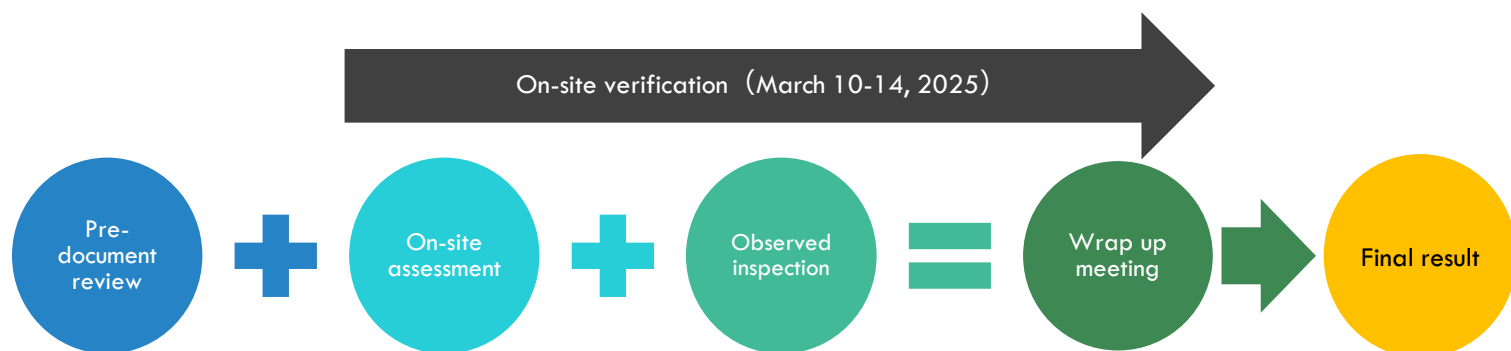 On-site verification（March 10-14, 2025）
Pre-
document
review
On-site
assessment
Observed
inspection
Wrap up
meeting
Final result